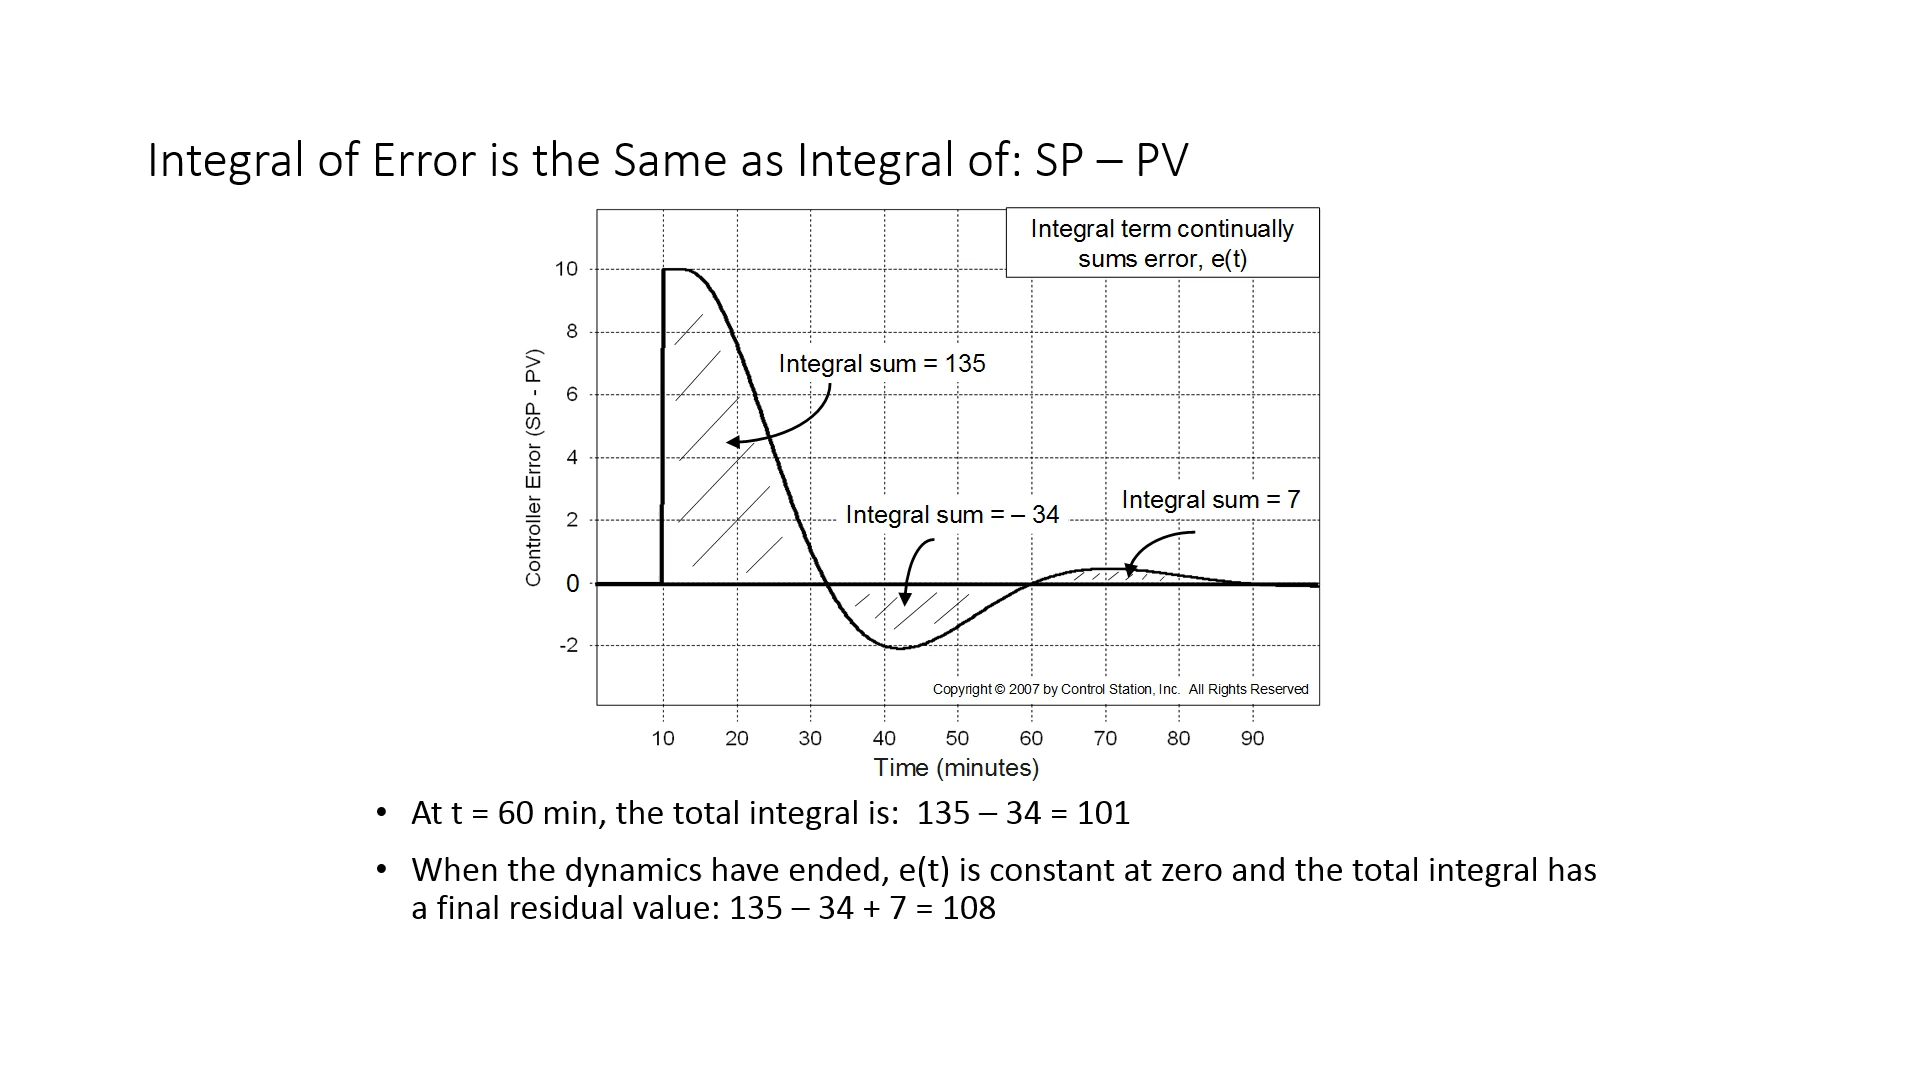 Integral of Error is the Same as Integral of: SP – PV
Integral term continually
sums error, e(t)
10
8
6
4
2
0
-2
Controller Error (SP - PV)
Integral sum = 135
Integral sum = – 34
Integral sum = 7
Copyright © 2007 by Control Station, Inc. All Rights Reserved
10 20 30 40 50 60 70 80 90
Time (minutes)
• At t = 60 min, the total integral is: 135 – 34 = 101
• When the dynamics have ended, e(t) is constant at zero and the total integral has
a final residual value: 135 – 34 + 7 = 108